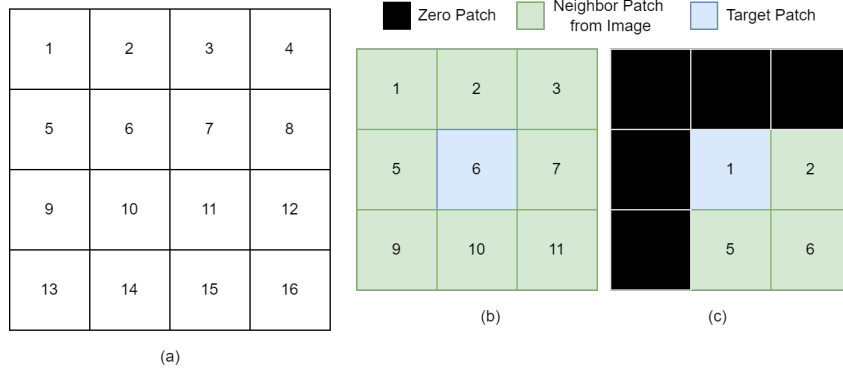 Zero Patch
Neighbor Patch
from Image
Target Patch
1 2 3 4
5 6 7 8
9 10 11 12
13 14 15 16
(a)
1 2 3
5 6 7
9 10 11
(b)
1 2
5 6
(c)